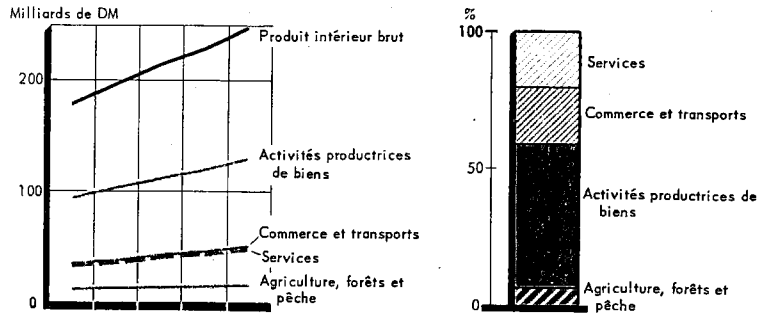 Milliards de DM
200
100
0
Produit intérieur brut
Activités productrices
de biens
Commerce et transports
Services
Agriculture, forêts et
pêche
%
100
50
0
Services
Commerce et transports
Activités productrices de
biens
Agriculture, forêts et
pêche